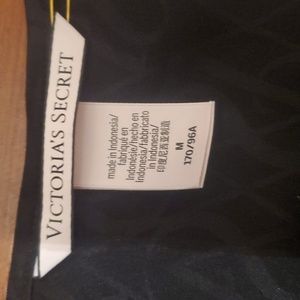 VICTORIA'S SECRET
made in Indonesia/
fabriqué en
Indonésie/hecho en
indonesia/fabbricato
in Indonesia/
印度尼西亚制造
M
170/96A